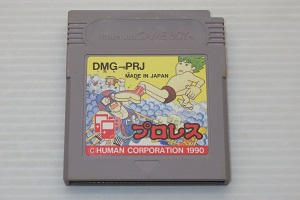 Nintendo GAME BOY
DMG-PRJ
MADE IN JAPAN
プロレス
©HUMAN CORPORATION 1990